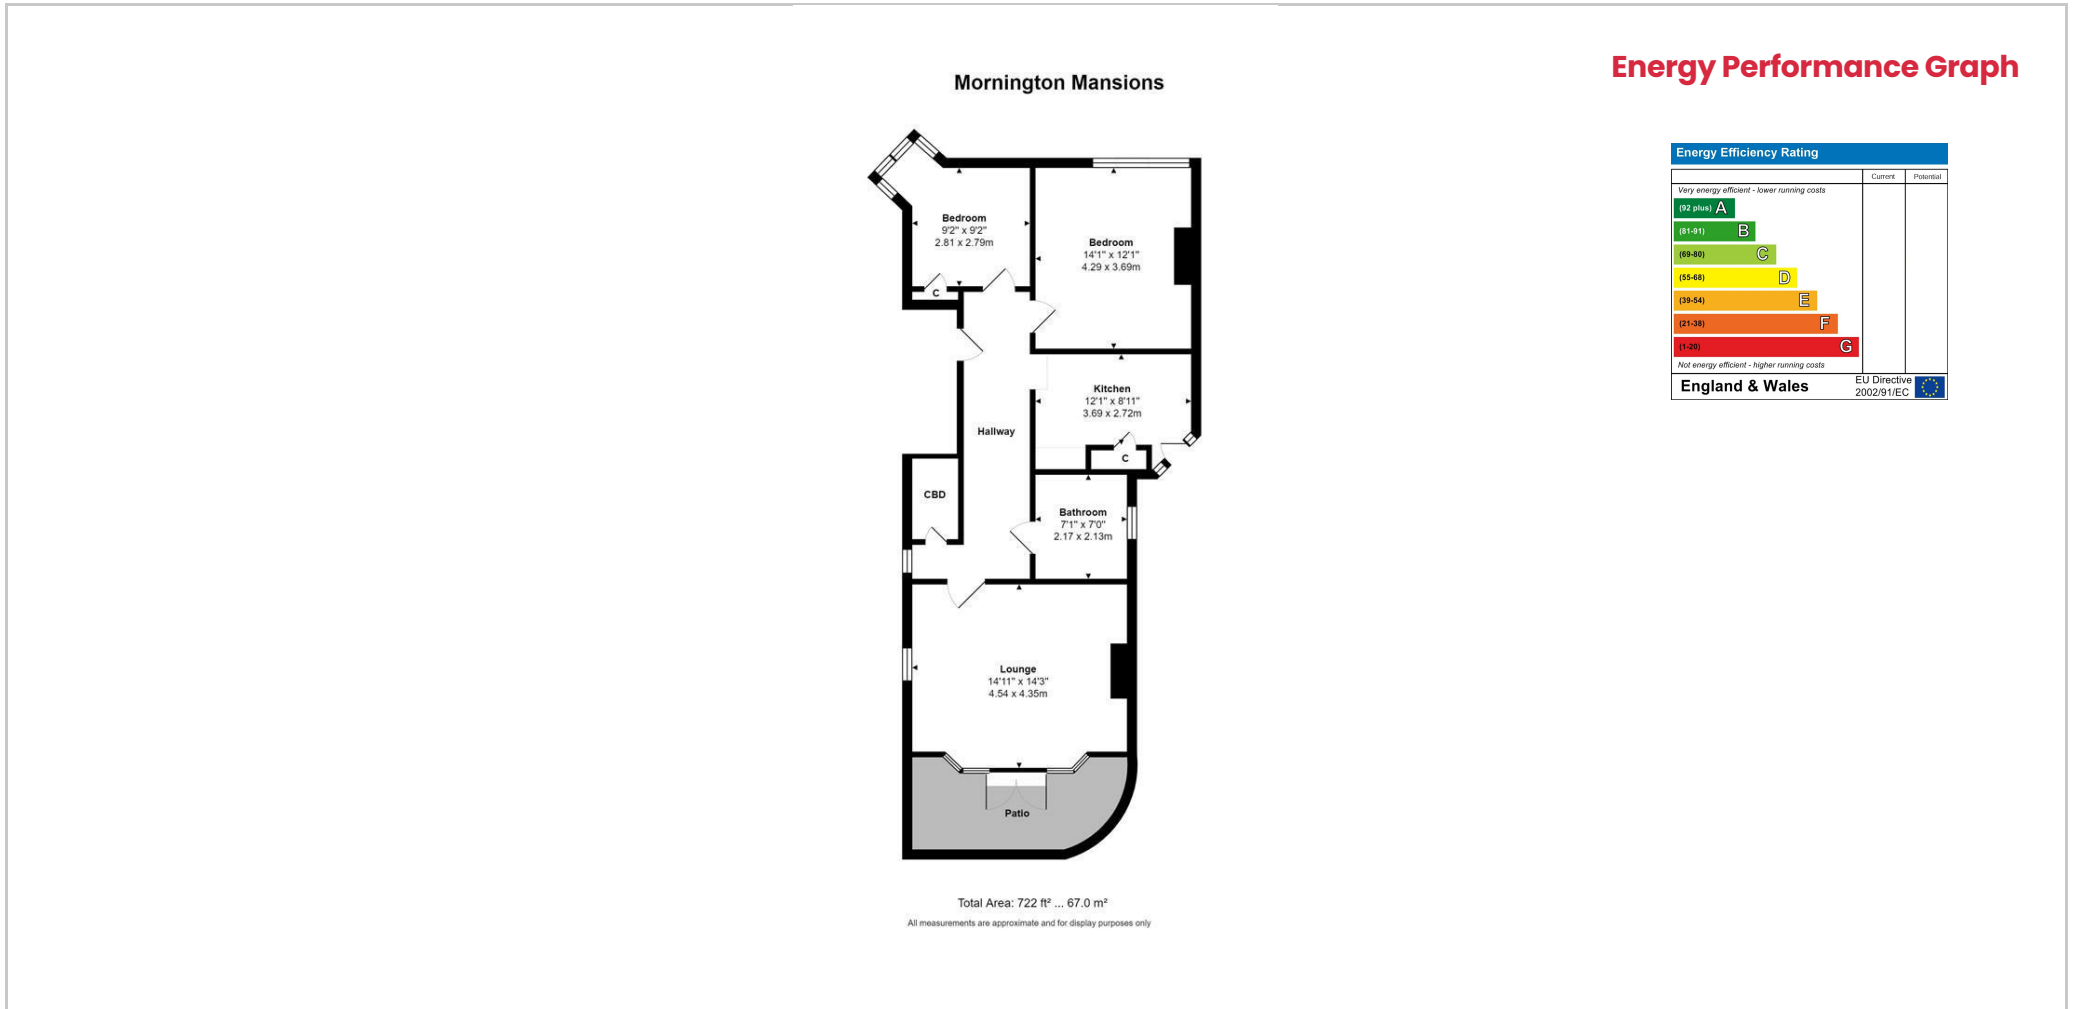 Energy Performance Graph
Mornington Mansions
Bedroom
9'2" x 9'2"
2.81 x 2.79m
Bedroom
14'1" x 12'1"
4.29 x 3.69m
C
Kitchen
12'1" x 8'11"
3.69 x 2.72m
Hallway
C
CBD
Bathroom
7'1" x 7'0"
2.17 x 2.13m
Lounge
14'11" x 14'3"
4.54 x 4.35m
Patio
Total Area: 722 ft² ... 67.0 m²
All measurements are approximate and for display purposes only
Energy Efficiency Rating
Current Potential
Very energy efficient - lower running costs
(92 plus) A
(81-91) B
(69-80) C
(55-68) D
(39-54) E
(21-38) F
(1-20) G
Not energy efficient - higher running costs
England & Wales
EU Directive
2002/91/EC